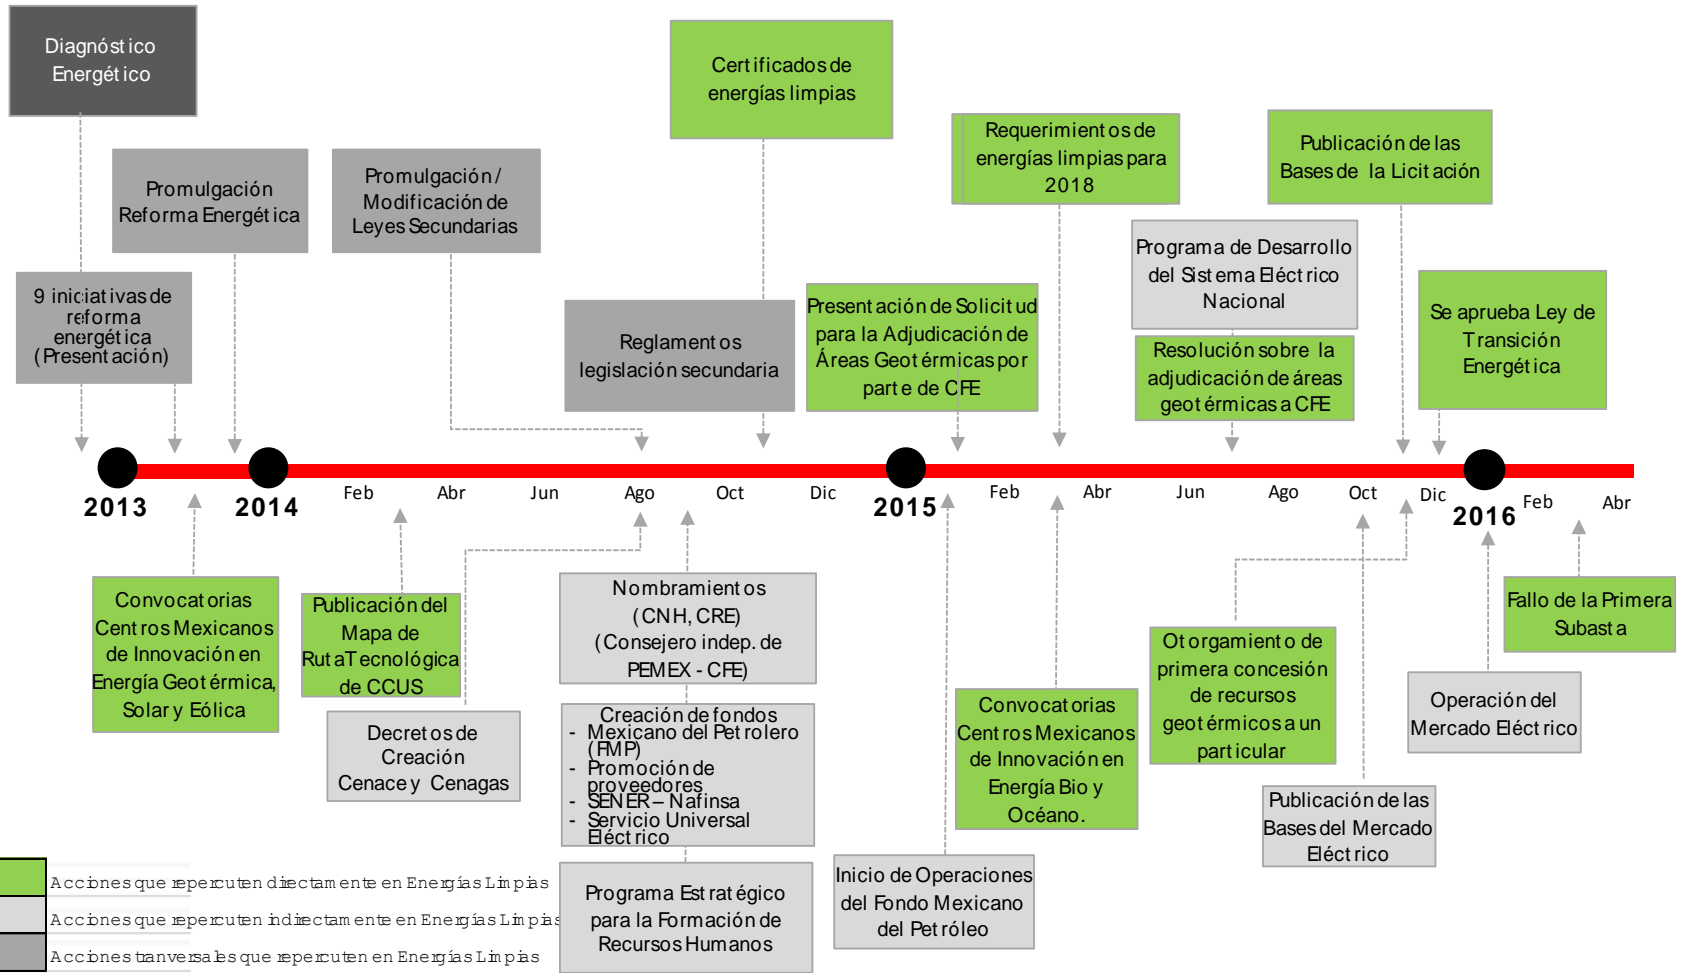 Diagnóstico
Energético
Certificados de
energías limpias
Requerimientos de
energías limpias para
2018
Publicación de las
Bases de la Licitación
Promulgación
Reforma Energética
Promulgación /
Modificación de
Leyes Secundarias
Programa de Desarrollo
del Sistema Eléctrico
Nacional
9 iniciativas de
reforma
energética
(Presentación)
Reglamentos
legislación secundaria
Presentación de Solicitud
para la Adjudicación de
Áreas Geotérmicas por
parte de CFE
Resolución sobre la
adjudicación de áreas
geotérmicas a CFE
Se aprueba Ley de
Transición
Energética
2013
2014
Feb
Abr
Jun
Ago
Oct
Dic
2015
Feb
Abr
Jun
Ago
Oct
Dic
2016
Feb
Abr
Convocatorias
Centros Mexicanos
de Innovación en
Energía Geotérmica,
Solar y Eólica
Publicación del
Mapa de
Ruta Tecnológica
de CCUS
Decretos de
Creación
Cenace y Cenagas
Nombramientos
(CNH, CRE)
(Consejero indep. de
PEMEX - CFE)
Creación de fondos
- Mexicano del Petrolero
(FMP)
- Promoción de
proveedores
- SENER – Nafinsa
- Servicio Universal
Eléctrico
Programa Estratégico
para la Formación de
Recursos Humanos
Inicio de Operaciones
del Fondo Mexicano
del Petróleo
Convocatorias
Centros Mexicanos
de Innovación en
Energía Bio y
Océano.
Otorgamiento de
primera concesión
de recursos
geotérmicos a un
particular
Publicación de las
Bases del Mercado
Eléctrico
Operación del
Mercado Eléctrico
Fallo de la Primera
Subasta
Acciones que repercuten directamente en Energías Limpias
Acciones que repercuten indirectamente en Energías Limpias
Acciones tranversales que repercuten en Energías Limpias